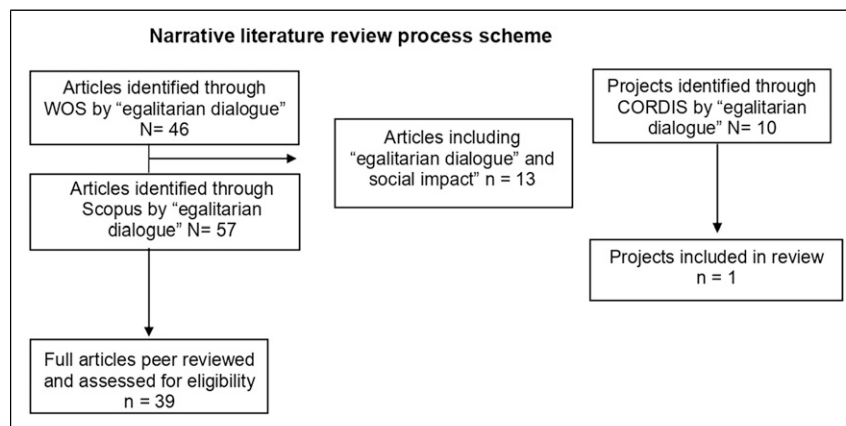 Narrative literature review process scheme
Articles identified through
WOS by “egalitarian dialogue”
N= 46
Articles identified through
Scopus by “egalitarian
dialogue” N= 57
Full articles peer reviewed
and assessed for eligibility
n = 39
Articles including
“egalitarian dialogue” and
social impact” n = 13
Projects identified through
CORDIS by “egalitarian
dialogue” N= 10
Projects included in review
n = 1